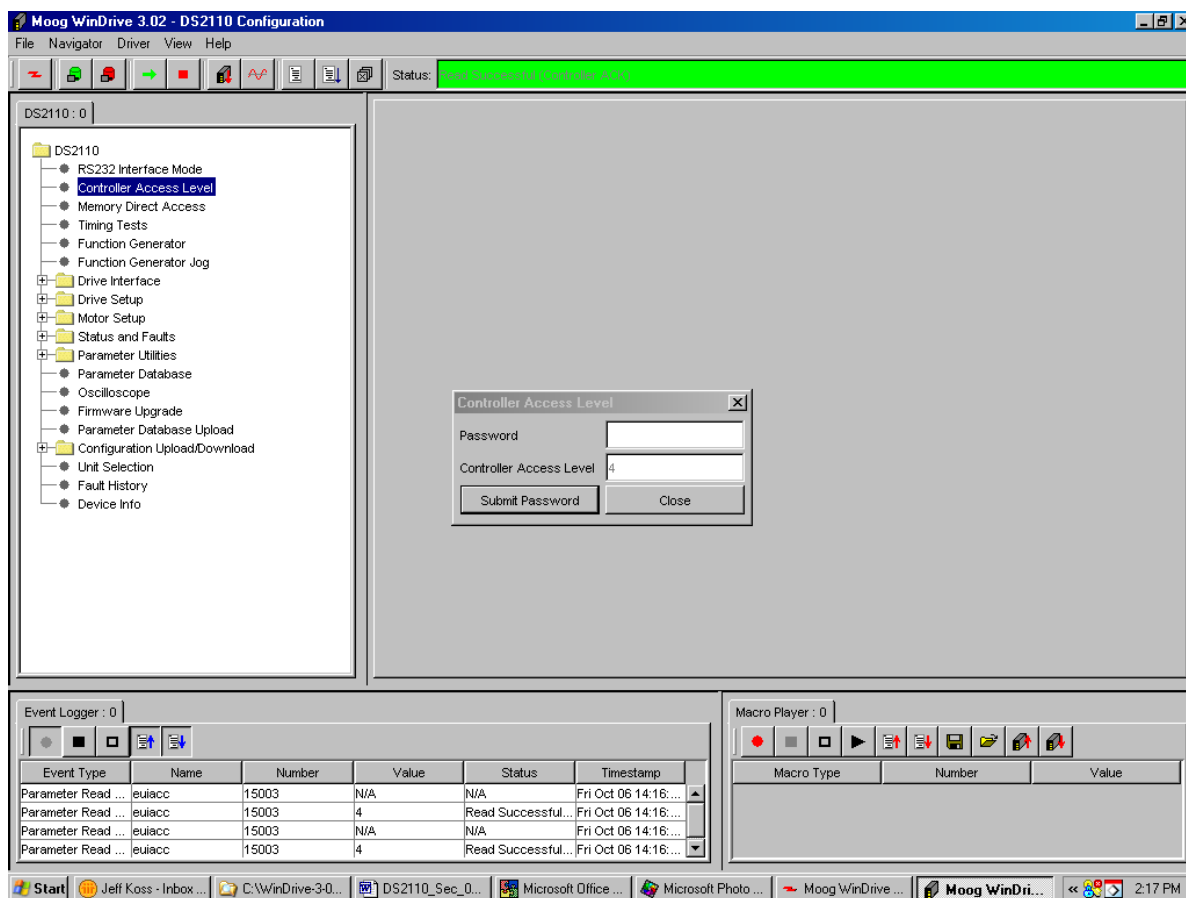 Moog WinDrive 3.02 - DS2110 Configuration
File Navigator Driver View Help
Status: Read Successful (Controller ACK)
DS2110 : 0
DS2110
RS232 Interface Mode
Controller Access Level
Memory Direct Access
Timing Tests
Function Generator
Function Generator Jog
Drive Interface
Drive Setup
Motor Setup
Status and Faults
Parameter Utilities
Parameter Database
Oscilloscope
Firmware Upgrade
Parameter Database Upload
Configuration Upload/Download
Unit Selection
Fault History
Device Info
Controller Access Level
Password
Controller Access Level 4
Submit Password Close
Event Logger : 0
Event Type Name Number Value Status Timestamp
Parameter Read ... euiacc 15003 N/A N/A Fri Oct 06 14:16:...
Parameter Read ... euiacc 15003 4 Read Successful... Fri Oct 06 14:16:...
Parameter Read ... euiacc 15003 N/A N/A Fri Oct 06 14:16:...
Parameter Read ... euiacc 15003 4 Read Successful... Fri Oct 06 14:16:...
Macro Player : 0
Macro Type Number Value
Start Jeff Koss - Inbox ... C:\WinDrive-3-0... DS2110_Sec_0... Microsoft Office ... Microsoft Photo ... Moog WinDrive ... Moog WinDri... « 2:17 PM